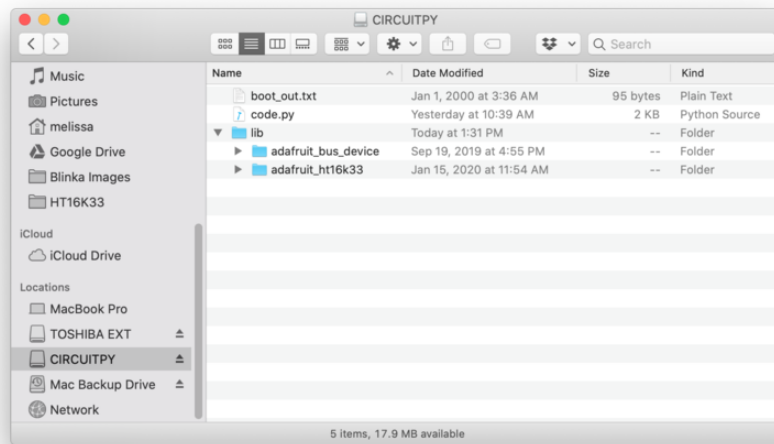 CIRCUITPY
Search
Music
Pictures
melissa
Google Drive
Blinka Images
HT16K33
iCloud
iCloud Drive
Locations
MacBook Pro
TOSHIBA EXT
CIRCUITPY
Mac Backup Drive
Network
Name Date Modified Size Kind
boot_out.txt Jan 1, 2000 at 3:36 AM 95 bytes Plain Text
code.py Yesterday at 10:39 AM 2 KB Python Source
lib Today at 1:31 PM -- Folder
adafruit_bus_device Sep 19, 2019 at 4:55 PM -- Folder
adafruit_ht16k33 Jan 15, 2020 at 11:54 AM -- Folder
5 items, 17.9 MB available